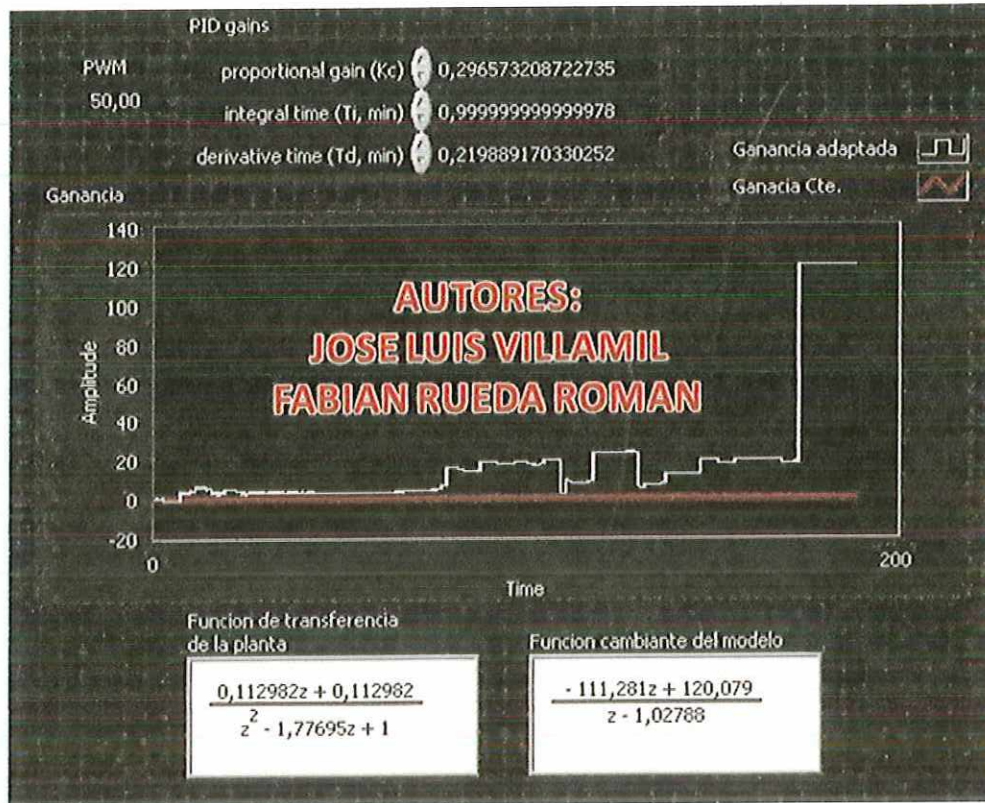 PID gains
PWM
50,00
proportional gain (Kc) 0,296573208722735
integral time (Ti, min) 0,999999999999978
derivative time (Td, min) 0,219889170330252
Ganancia adaptada
Ganacia Cte.
Ganancia
140
120
100
80
60
40
20
0
-20
Amplitude
AUTORES:
JOSE LUIS VILLAMIL
FABIAN RUEDA ROMAN
0
200
Time
Funcion de transferencia
de la planta
0,112982z + 0,112982
z² - 1,77695z + 1
Funcion cambiante del modelo
- 111,281z + 120,079
z - 1,02788